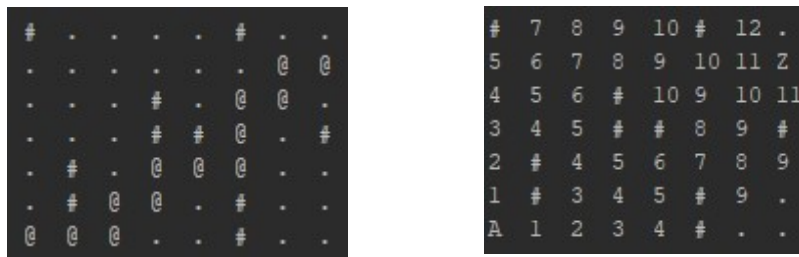 # . . . . # . .
. . . . . . @ @
. . . # . @ @ .
. . . # # @ . #
. # . @ @ @ . .
. # @ @ . # . .
@ @ @ . . # . .
# 7 8 9 10 # 12 .
5 6 7 8 9 10 11 Z
4 5 6 # 10 9 10 11
3 4 5 # # 8 9 #
2 # 4 5 6 7 8 9
1 # 3 4 5 # 9 .
A 1 2 3 4 # . .